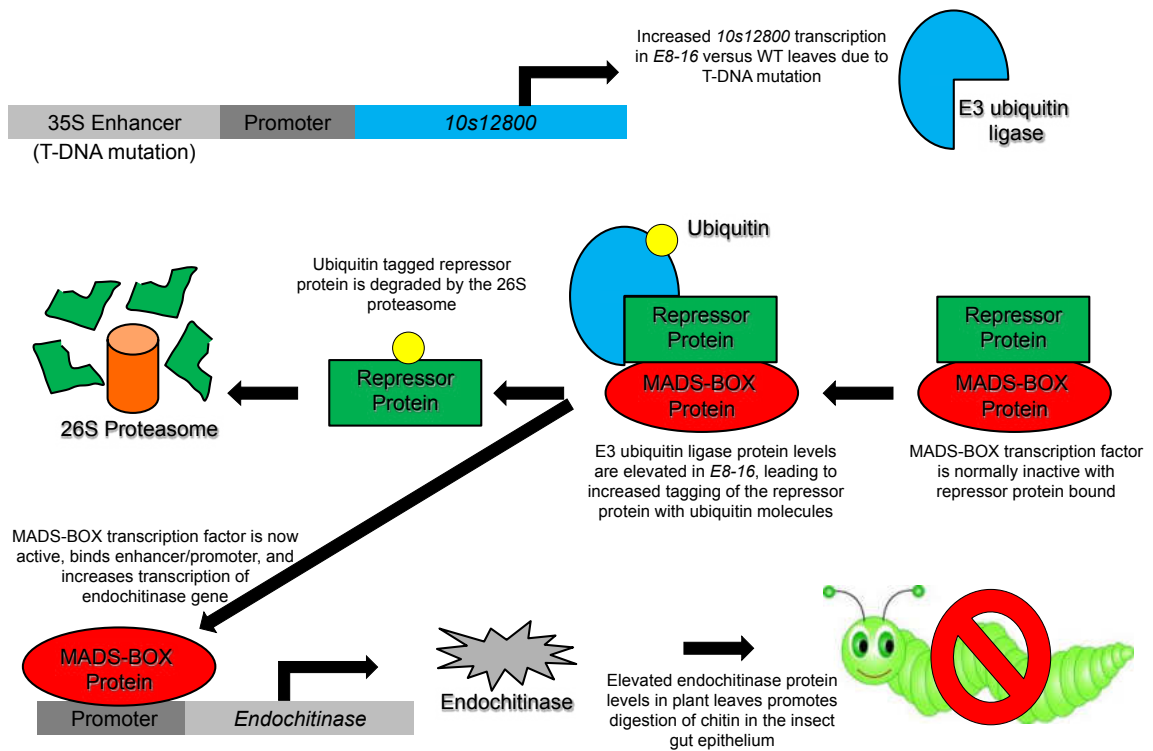 Increased 10s12800 transcription
in E8-16 versus WT leaves due to
T-DNA mutation
35S Enhancer
Promoter
10s12800
(T-DNA mutation)
E3 ubiquitin
ligase
Ubiquitin
Ubiquitin tagged repressor
protein is degraded by the 26S
proteasome
Repressor
Protein
MADS-BOX
Protein
Repressor
Protein
MADS-BOX
Protein
Repressor
Protein
26S Proteasome
E3 ubiquitin ligase protein levels
are elevated in E8-16, leading to
increased tagging of the repressor
protein with ubiquitin molecules
MADS-BOX transcription factor
is normally inactive with
repressor protein bound
MADS-BOX transcription factor is now
active, binds enhancer/promoter, and
increases transcription of
endochitinase gene
MADS-BOX
Protein
Promoter
Endochitinase
Endochitinase
Elevated endochitinase protein
levels in plant leaves promotes
digestion of chitin in the insect
gut epithelium